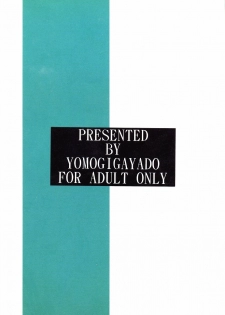 PRESENTED
BY
YOMOGIGAYADO
FOR ADULT ONLY